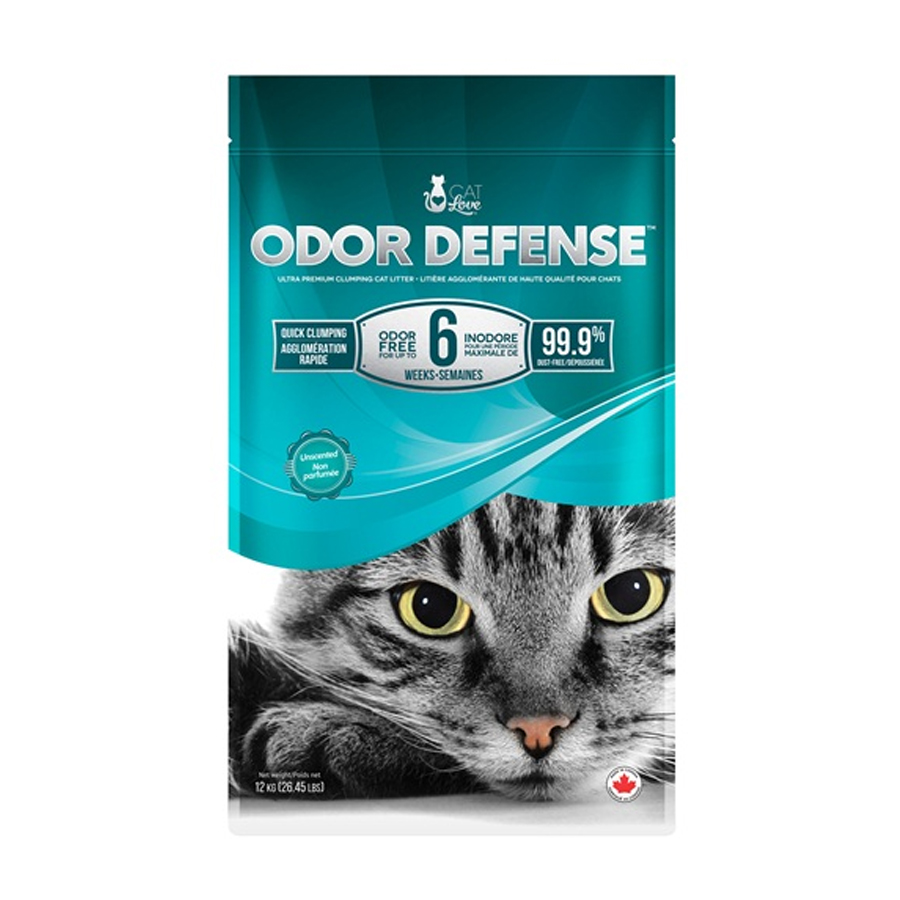 CAT
Love
ODOR DEFENSE™
ULTRA PREMIUM CLUMPING CAT LITTER • LITIÈRE AGGLOMÉRANTE DE HAUTE QUALITÉ POUR CHATS
QUICK CLUMPING
AGGLOMÉRATION
RAPIDE
ODOR
FREE
FOR UP TO
6
INODORE
POUR UNE PÉRIODE
MAXIMALE DE
WEEKS•SEMAINES
99.9%
DUST-FREE/DÉPOUSSIÉRÉE
Unscented
Non
parfumée
Net weight/Poids net
12 KG (26.45 LBS)